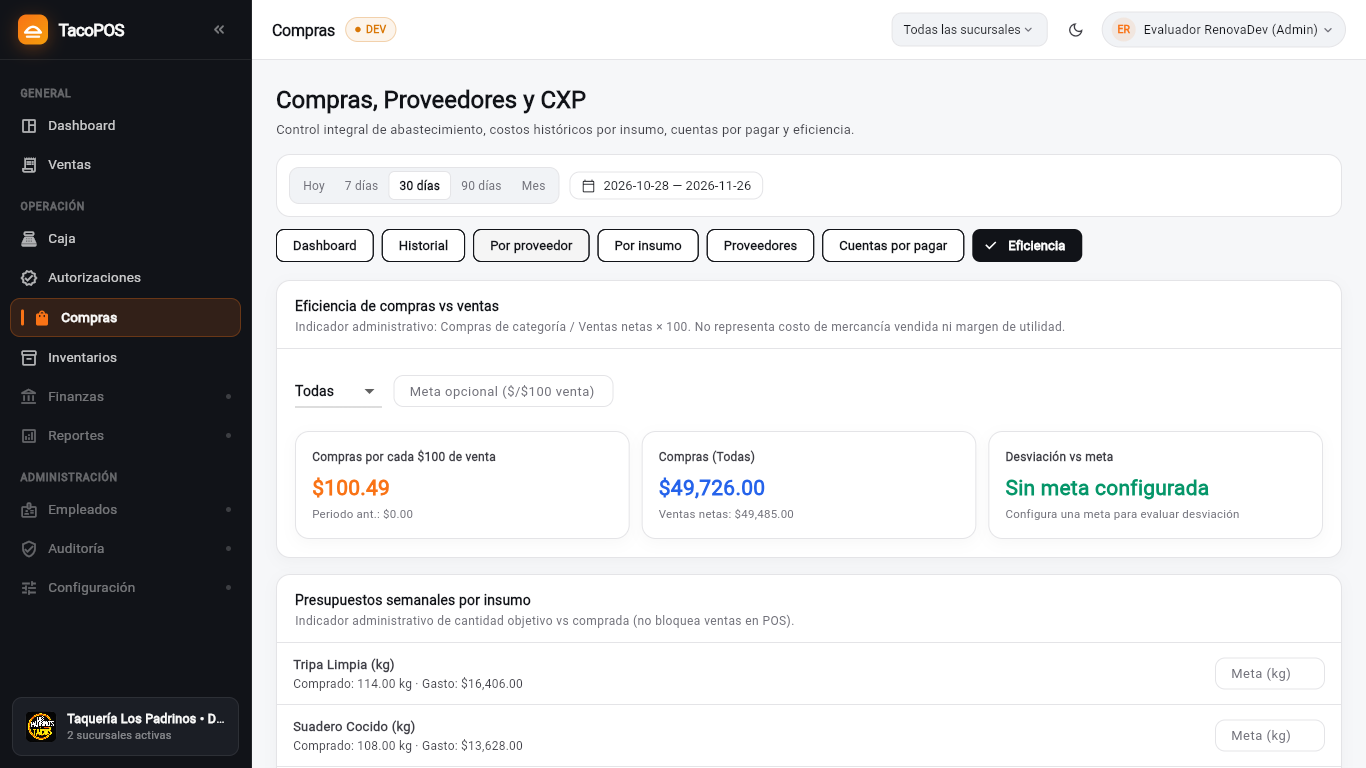 TacoPOS
GENERAL
Dashboard
Ventas
OPERACIÓN
Caja
Autorizaciones
Compras
Inventarios
Finanzas
Reportes
ADMINISTRACIÓN
Empleados
Auditoría
Configuración
Taquería Los Padrinos • D...
2 sucursales activas
Compras
DEV
Todas las sucursales
ER
Evaluador RenovaDev (Admin)
Compras, Proveedores y CXP
Control integral de abastecimiento, costos históricos por insumo, cuentas por pagar y eficiencia.
Hoy 7 días 30 días 90 días Mes 2026-10-28 — 2026-11-26
Dashboard Historial Por proveedor Por insumo Proveedores Cuentas por pagar Eficiencia
Eficiencia de compras vs ventas
Indicador administrativo: Compras de categoría / Ventas netas × 100. No representa costo de mercancía vendida ni margen de utilidad.
Todas Meta opcional ($/$100 venta)
Compras por cada $100 de venta
$100.49
Periodo ant.: $0.00
Compras (Todas)
$49,726.00
Ventas netas: $49,485.00
Desviación vs meta
Sin meta configurada
Configura una meta para evaluar desviación
Presupuestos semanales por insumo
Indicador administrativo de cantidad objetivo vs comprada (no bloquea ventas en POS).
Tripa Limpia (kg)
Comprado: 114.00 kg · Gasto: $16,406.00
Meta (kg)
Suadero Cocido (kg)
Comprado: 108.00 kg · Gasto: $13,628.00
Meta (kg)